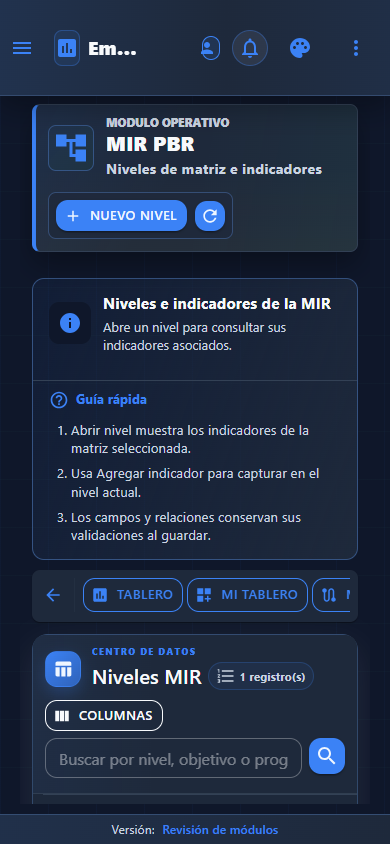 Em...
MODULO OPERATIVO
MIR PBR
Niveles de matriz e indicadores
NUEVO NIVEL
Niveles e indicadores de la MIR
Abre un nivel para consultar sus
indicadores asociados.
Guía rápida
1. Abrir nivel muestra los indicadores de la
matriz seleccionada.
2. Usa Agregar indicador para capturar en el
nivel actual.
3. Los campos y relaciones conservan sus
validaciones al guardar.
TABLERO MI TABLERO
CENTRO DE DATOS
Niveles MIR 1 registro(s)
COLUMNAS
Buscar por nivel, objetivo o prog
Versión: Revisión de módulos